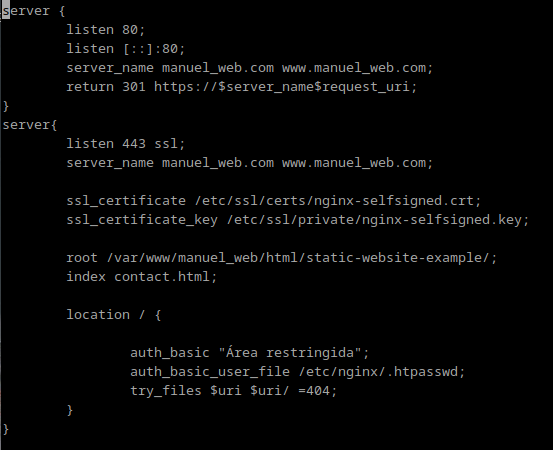 server {
        listen 80;
        listen [::]:80;
        server_name manuel_web.com www.manuel_web.com;
        return 301 https://$server_name$request_uri;
}
server{
        listen 443 ssl;
        server_name manuel_web.com www.manuel_web.com;

        ssl_certificate /etc/ssl/certs/nginx-selfsigned.crt;
        ssl_certificate_key /etc/ssl/private/nginx-selfsigned.key;

        root /var/www/manuel_web/html/static-website-example/;
        index contact.html;

        location / {

                auth_basic "Área restringida";
                auth_basic_user_file /etc/nginx/.htpasswd;
                try_files $uri $uri/ =404;
        }
}